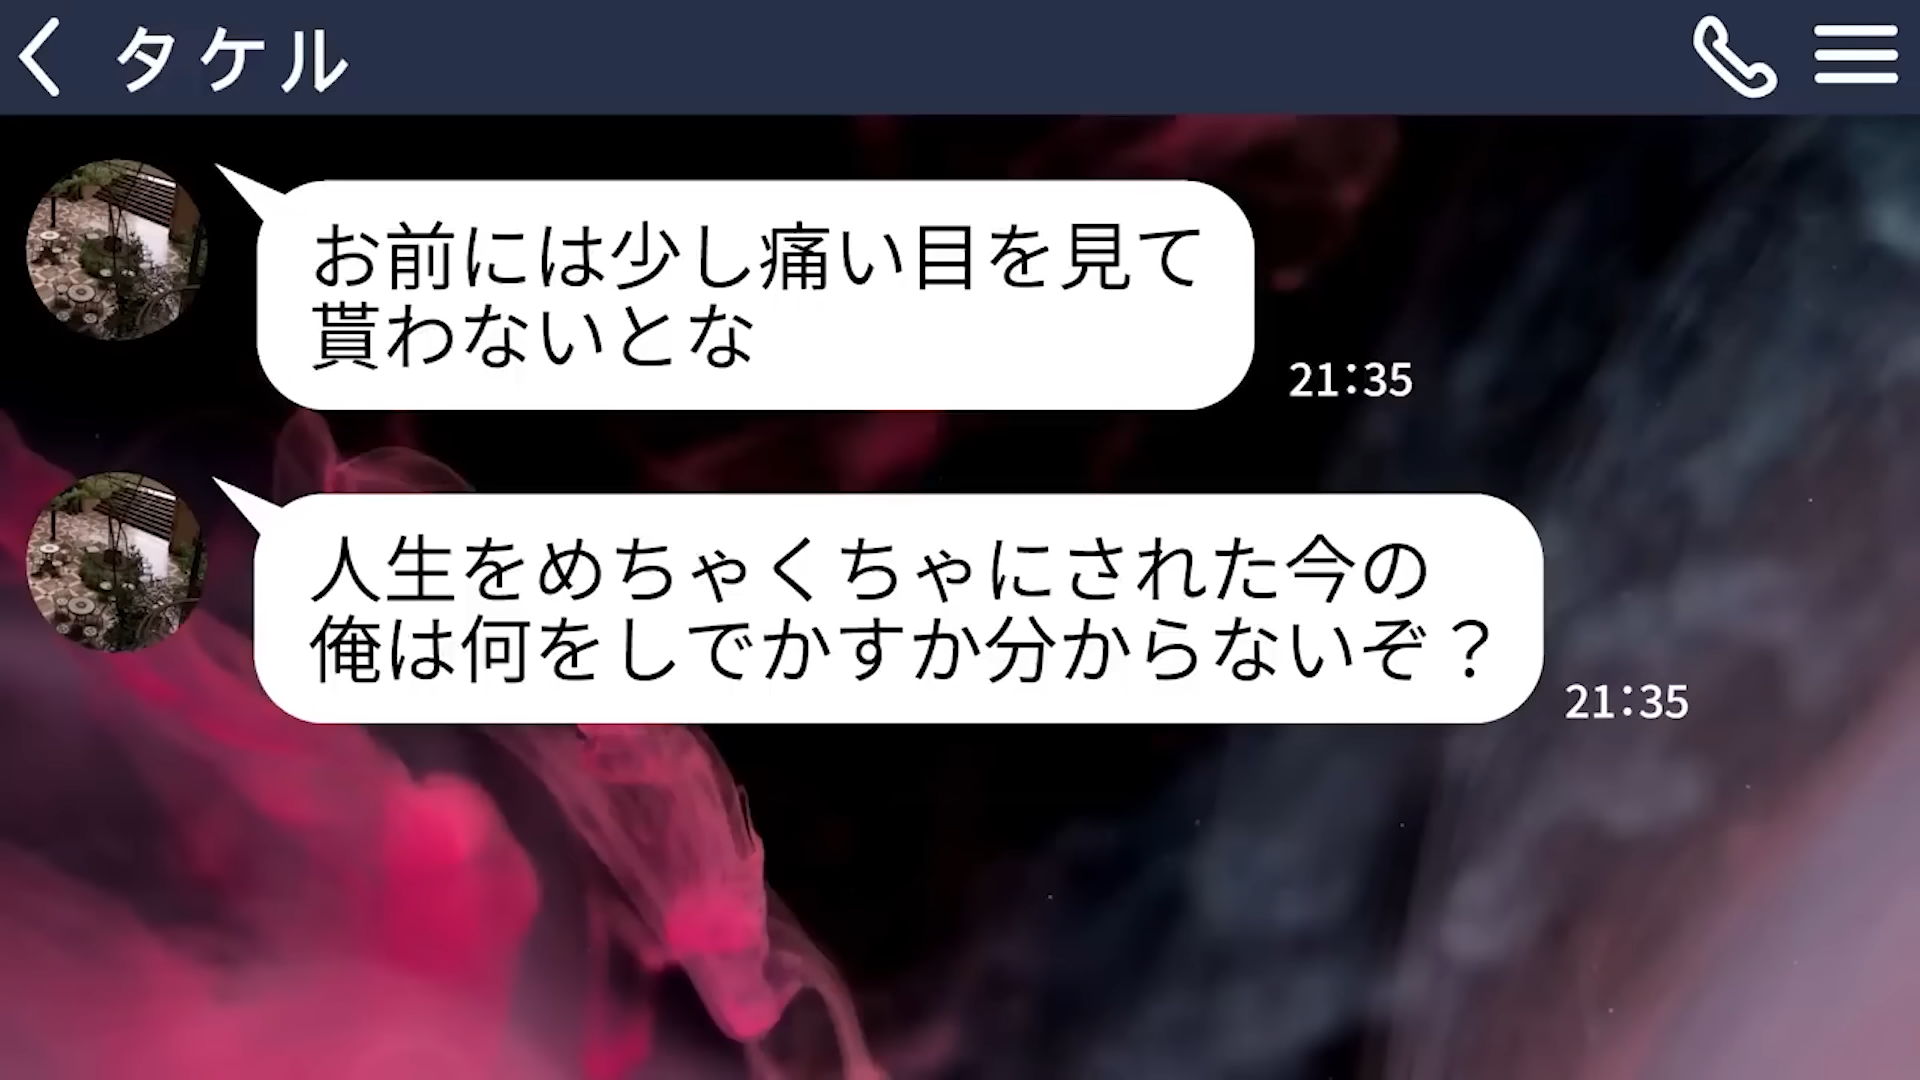 タケル
お前には少し痛い目を見て
貰わないとな
21:35
人生をめちゃくちゃにされた今の
俺は何をしでかすか分からないぞ？
21:35